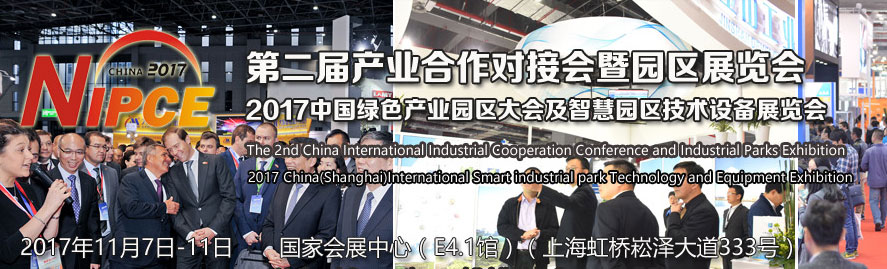 CHINA 2017
NIPCE
第二届产业合作对接会暨园区展览会
2017中国绿色产业园区大会及智慧园区技术设备展览会
The 2nd China International Industrial Cooperation Conference and Industrial Parks Exhibition
2017 China(Shanghai)International Smart industrial park Technology and Equipment Exhibition
2017年11月7日-11日 国家会展中心(E4.1馆)(上海虹桥崧泽大道333号)